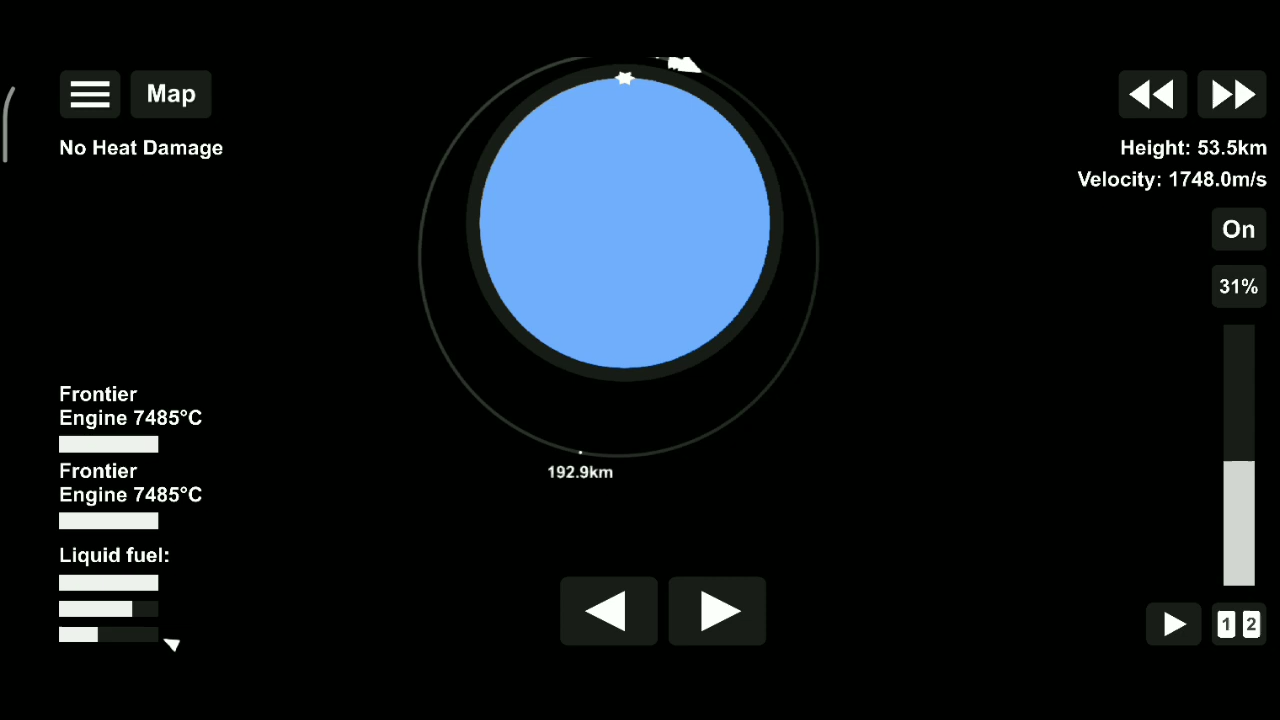 Map
No Heat Damage
Height: 53.5km
Velocity: 1748.0m/s
On
31%
Frontier
Engine 7485°C
Frontier
Engine 7485°C
192.9km
Liquid fuel:
1 2